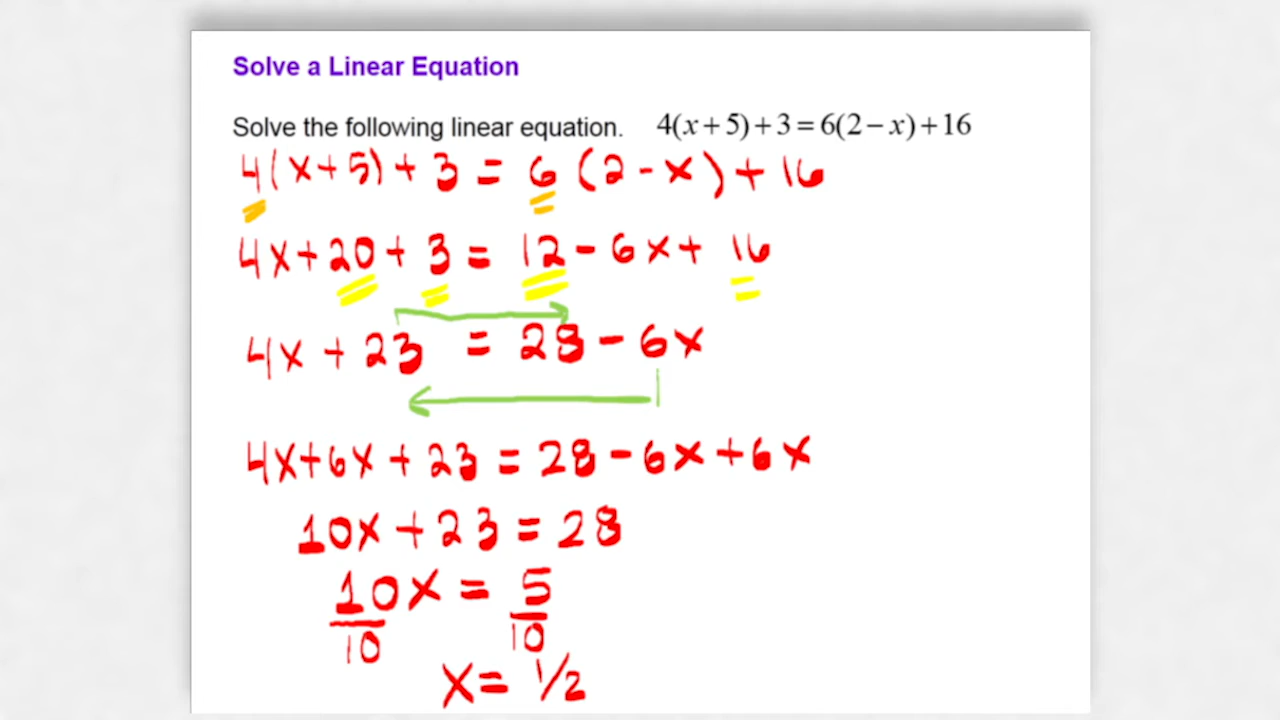 Solve a Linear Equation
Solve the following linear equation. 4(x+5)+3=6(2−x)+16
4(x+5)+3 = 6(2-x)+16
4x+20+3 = 12-6x+16
4x+23 = 28-6x
4x+6x+23=28-6x+6x
10x+23=28
10x = 5
10 10
x= 1/2